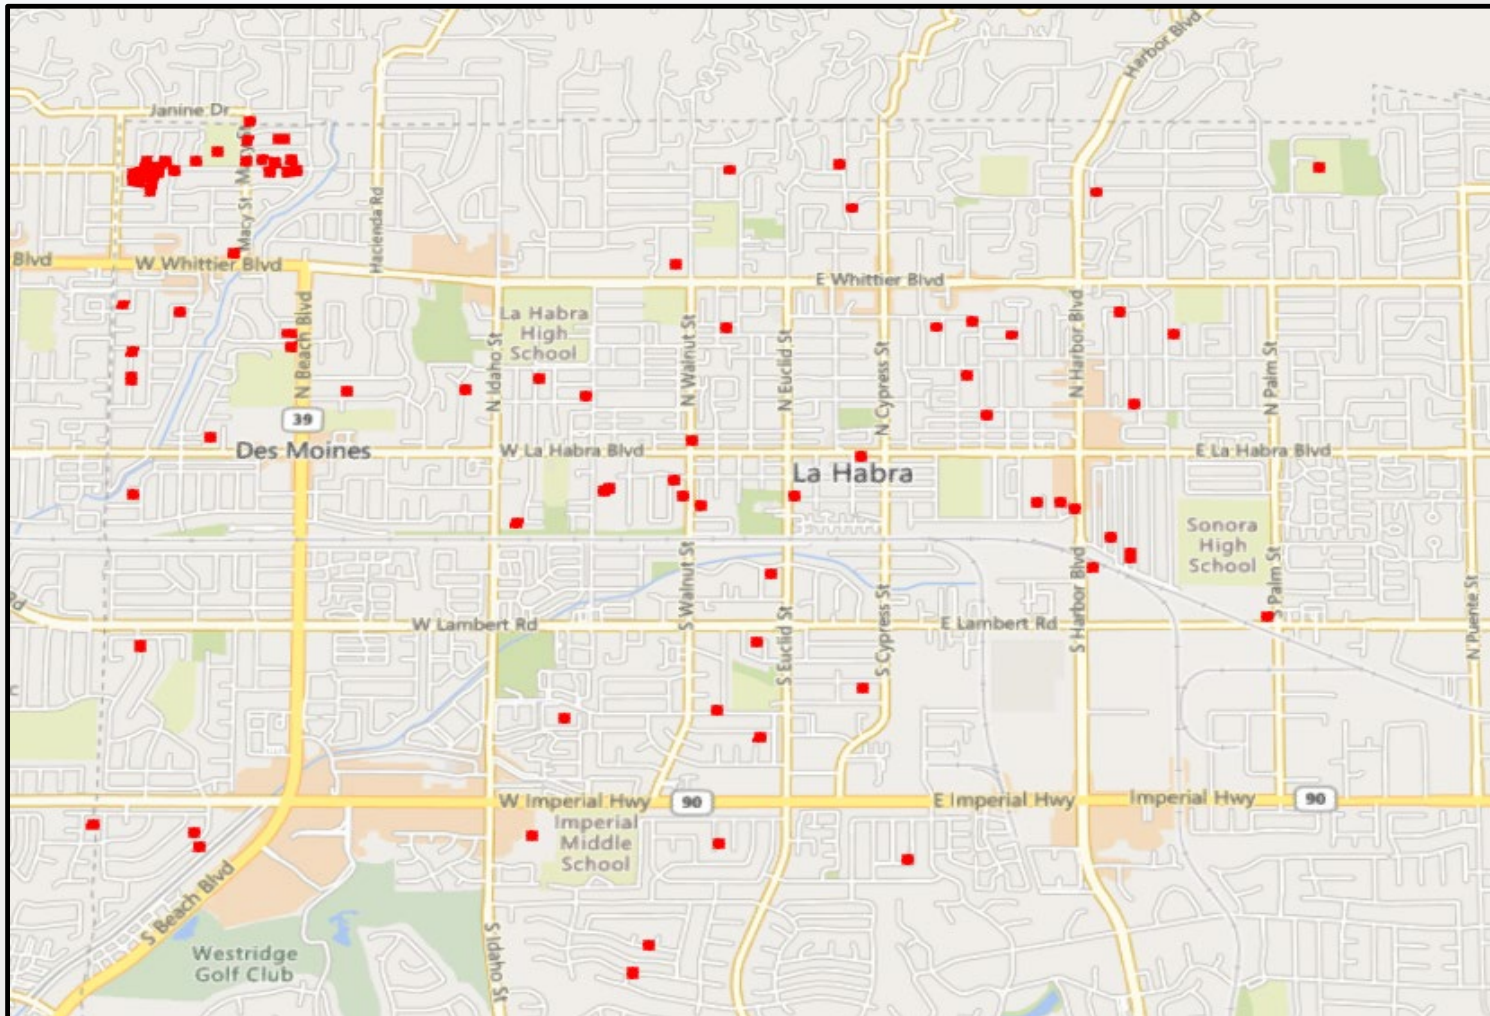 Harbor Blvd
Janine Dr
Macy St
Hacienda Rd
Macy St
Blvd
W Whittier Blvd
E Whittier Blvd
N Beach Blvd
La Habra
High
School
N Idaho St
N Walnut St
N Euclid St
N Cypress St
N Harbor Blvd
N Palm St
39
Des Moines
W La Habra Blvd
E La Habra Blvd
La Habra
Sonora
High
School
S Walnut St
S Euclid St
S Cypress St
S Harbor Blvd
S Palm St
N Puente St
W Lambert Rd
E Lambert Rd
W Imperial Hwy
90
E Imperial Hwy
Imperial Hwy
90
Imperial
Middle
School
S Beach Blvd
Westridge
Golf Club
S Idaho St